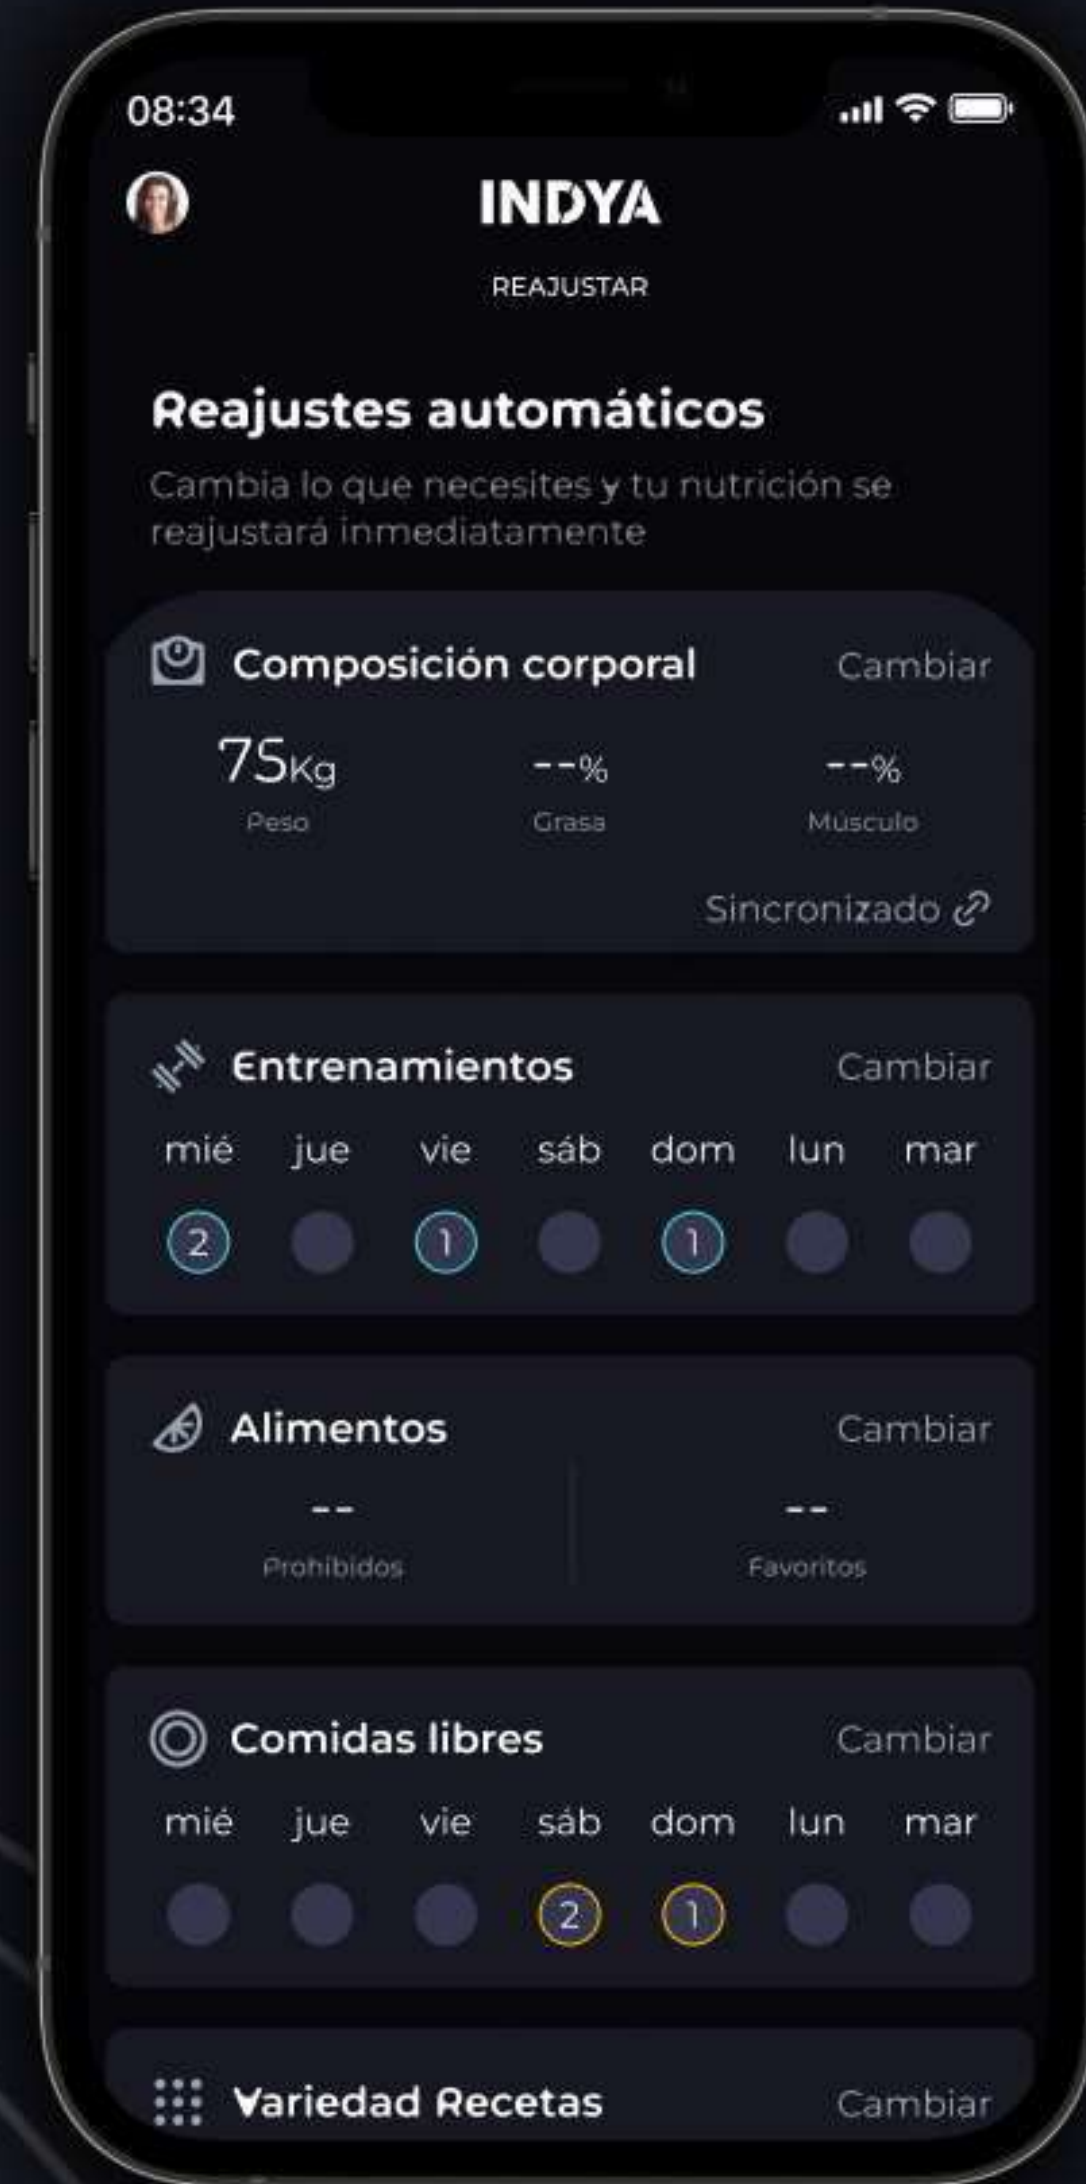 08:34
INDYA
REAJUSTAR
Reajustes automáticos
Cambia lo que necesites y tu nutrición se
reajustará inmediatamente
Composición corporal Cambiar
75Kg --% --%
Peso Grasa Músculo
Sincronizado
Entrenamientos Cambiar
mié jue vie sáb dom lun mar
2 1 1
Alimentos Cambiar
-- --
Prohibidos Favoritos
Comidas libres Cambiar
mié jue vie sáb dom lun mar
2 1
Variedad Recetas Cambiar